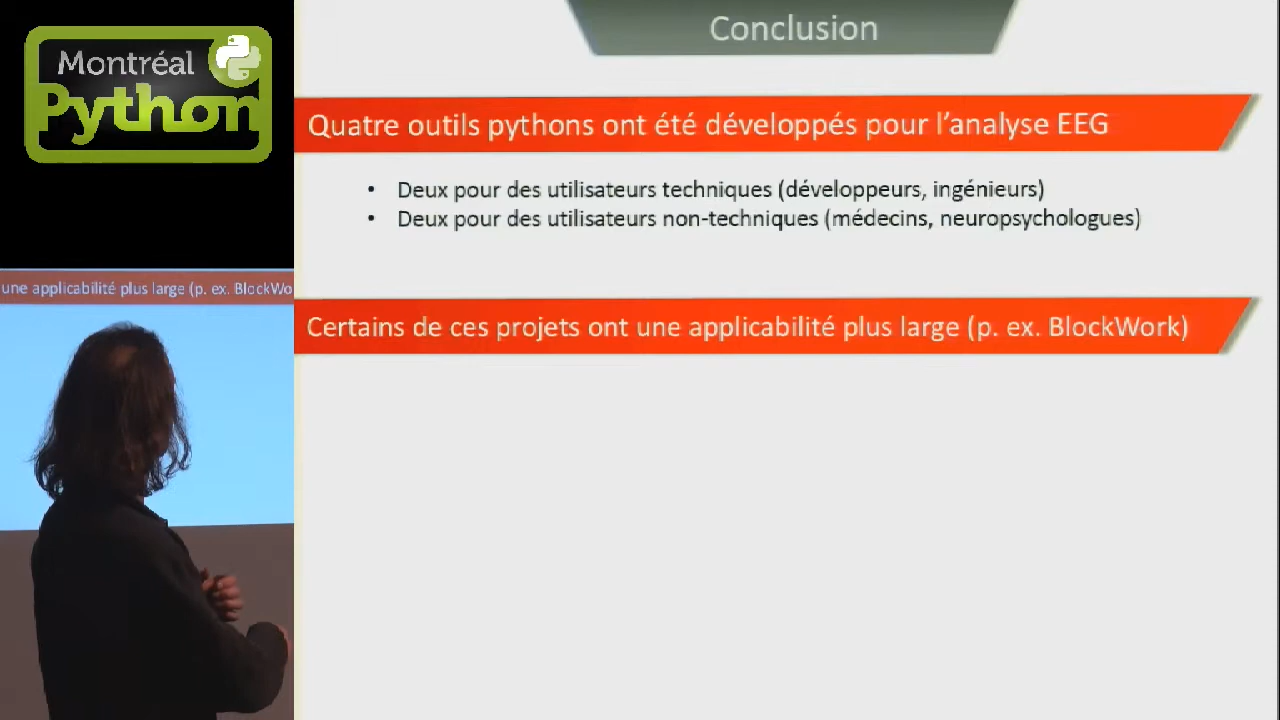 Montréal
Python
Conclusion
Quatre outils pythons ont été développés pour l'analyse EEG
• Deux pour des utilisateurs techniques (développeurs, ingénieurs)
• Deux pour des utilisateurs non-techniques (médecins, neuropsychologues)
une applicabilité plus large (p. ex. BlockWo
Certains de ces projets ont une applicabilité plus large (p. ex. BlockWork)